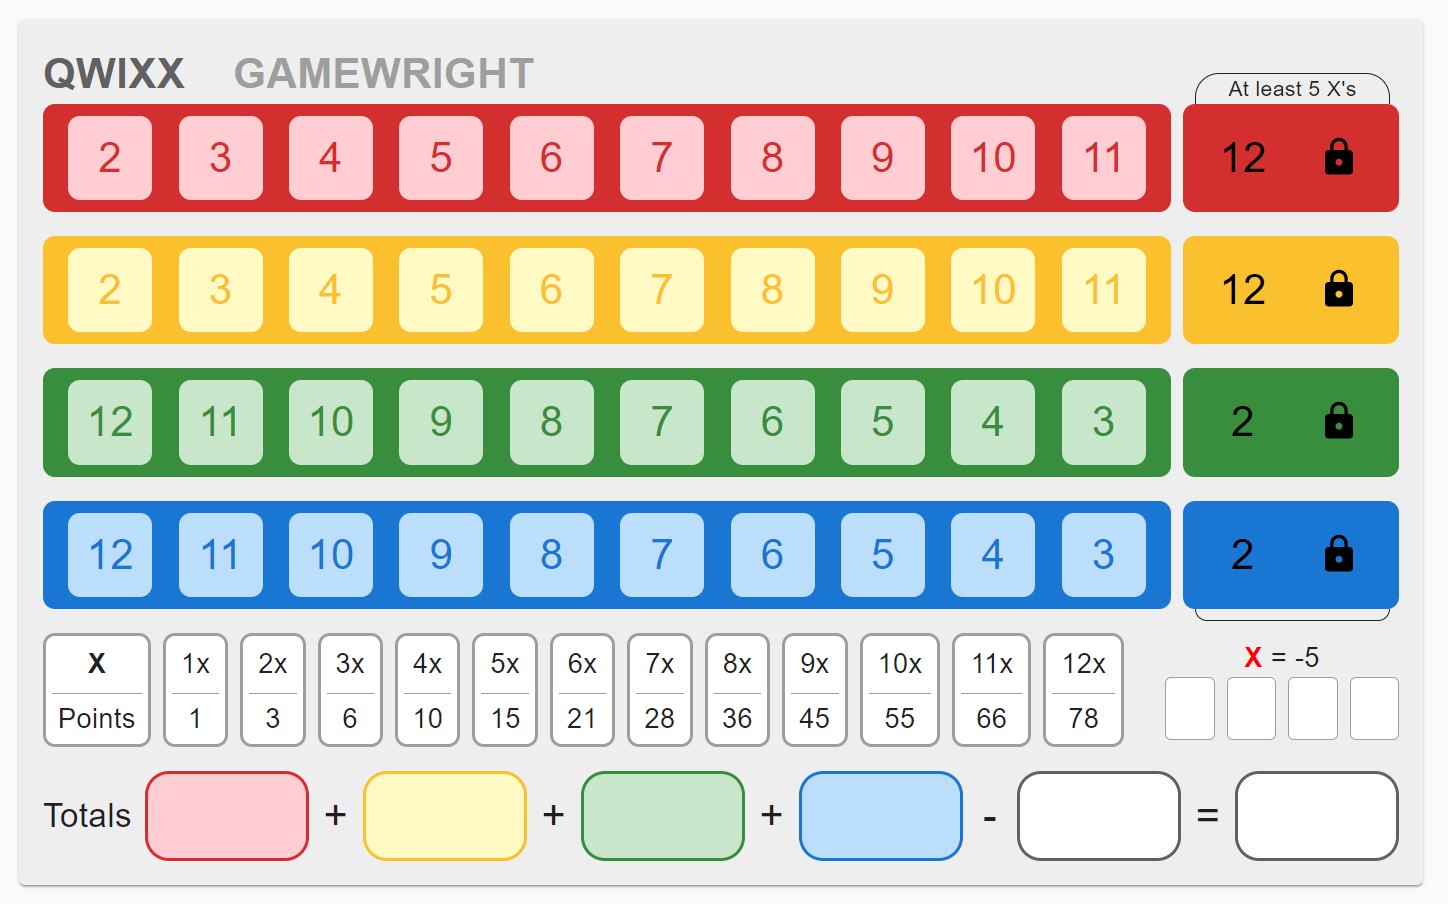 QWIXX GAMEWRIGHT
At least 5 X's
2 3 4 5 6 7 8 9 10 11 12
2 3 4 5 6 7 8 9 10 11 12
12 11 10 9 8 7 6 5 4 3 2
12 11 10 9 8 7 6 5 4 3 2
X 1x 2x 3x 4x 5x 6x 7x 8x 9x 10x 11x 12x
Points 1 3 6 10 15 21 28 36 45 55 66 78
X = -5
Totals + + + - =